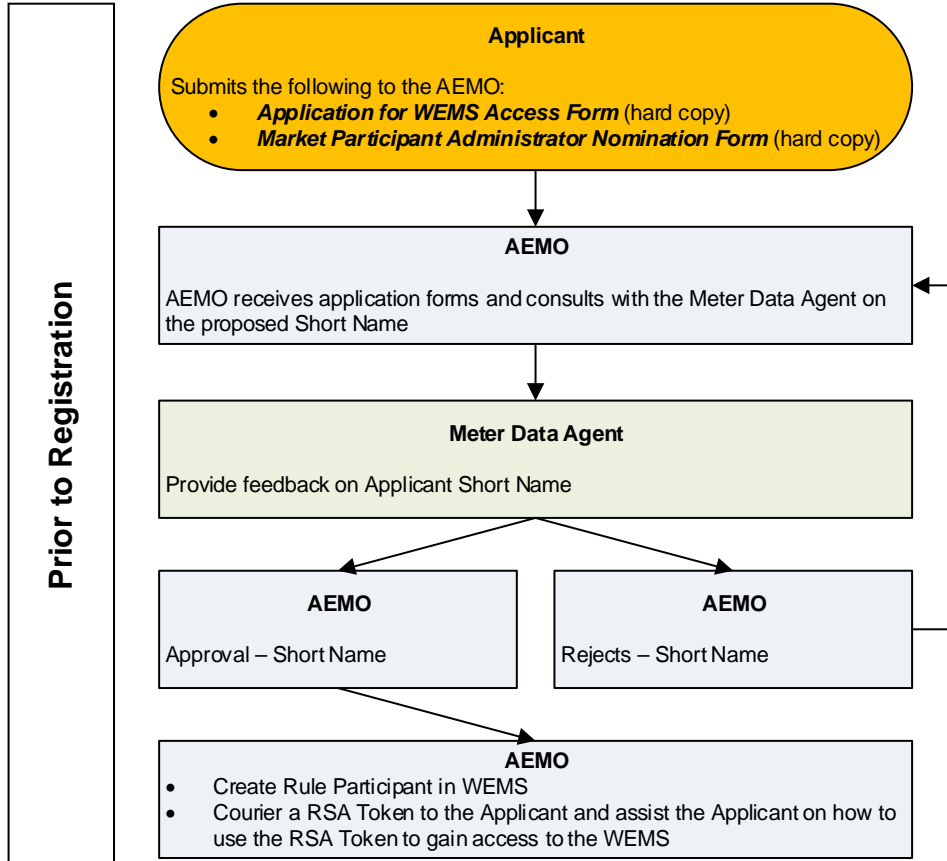 Prior to Registration
Applicant
Submits the following to the AEMO:
• Application for WEMS Access Form (hard copy)
• Market Participant Administrator Nomination Form (hard copy)
AEMO
AEMO receives application forms and consults with the Meter Data Agent on
the proposed Short Name
Meter Data Agent
Provide feedback on Applicant Short Name
AEMO
Approval – Short Name
AEMO
Rejects – Short Name
AEMO
• Create Rule Participant in WEMS
• Courier a RSA Token to the Applicant and assist the Applicant on how to
use the RSA Token to gain access to the WEMS